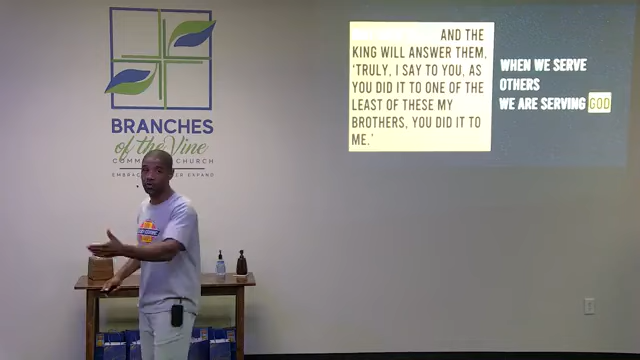 BRANCHES
of the Vine
COMMUNITY CHURCH
AND THE
KING WILL ANSWER THEM,
'TRULY, I SAY TO YOU, AS
YOU DID IT TO ONE OF THE
LEAST OF THESE MY
BROTHERS, YOU DID IT TO
ME.'
WHEN WE SERVE
OTHERS
WE ARE SERVING GOD